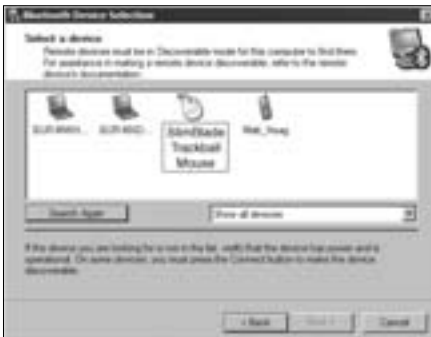 Bluetooth Device Selection
Select a device
Remote devices must be in Discoverable mode for this computer to find them.
For assistance in making a remote device discoverable, refer to the remote
device's documentation.
SlimBlade
Trackball
Mouse
Search Again
Show all devices
If the device you are looking for is not in the list, verify that the device has power and is
operational. On some devices, you must press the Connect button to make the device
discoverable.
< Back
Next >
Cancel